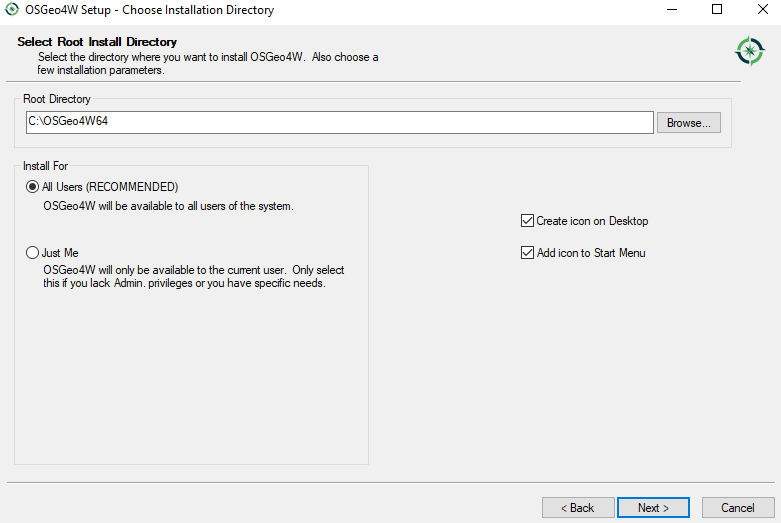 OSGeo4W Setup - Choose Installation Directory
Select Root Install Directory
Select the directory where you want to install OSGeo4W. Also choose a
few installation parameters.
Root Directory
C:\OSGeo4W64
Browse...
Install For
All Users (RECOMMENDED)
OSGeo4W will be available to all users of the system.
Just Me
OSGeo4W will only be available to the current user. Only select
this if you lack Admin. privileges or you have specific needs.
Create icon on Desktop
Add icon to Start Menu
< Back
Next >
Cancel